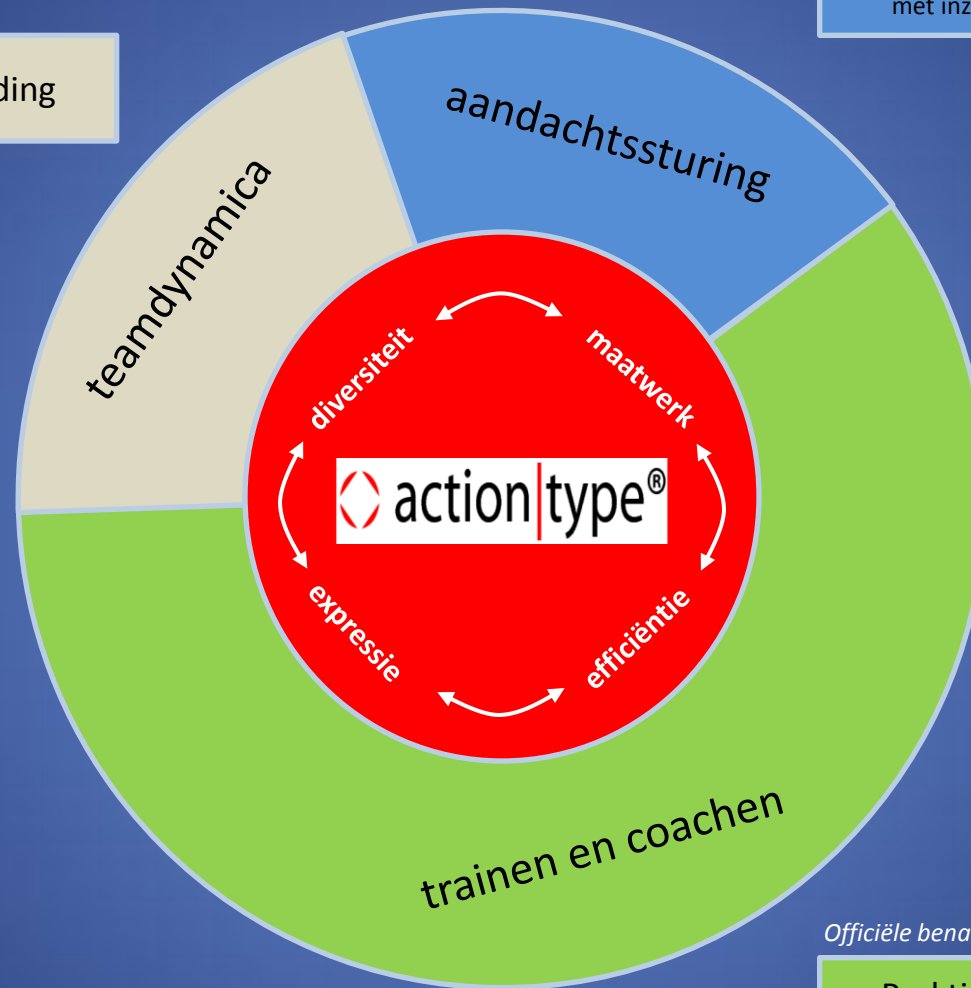 met inz
ding
aandachtssturing
teamdynamica
diversiteit
maatwerk
action|type®
expressie
efficiëntie
trainen en coachen
Officiële bena